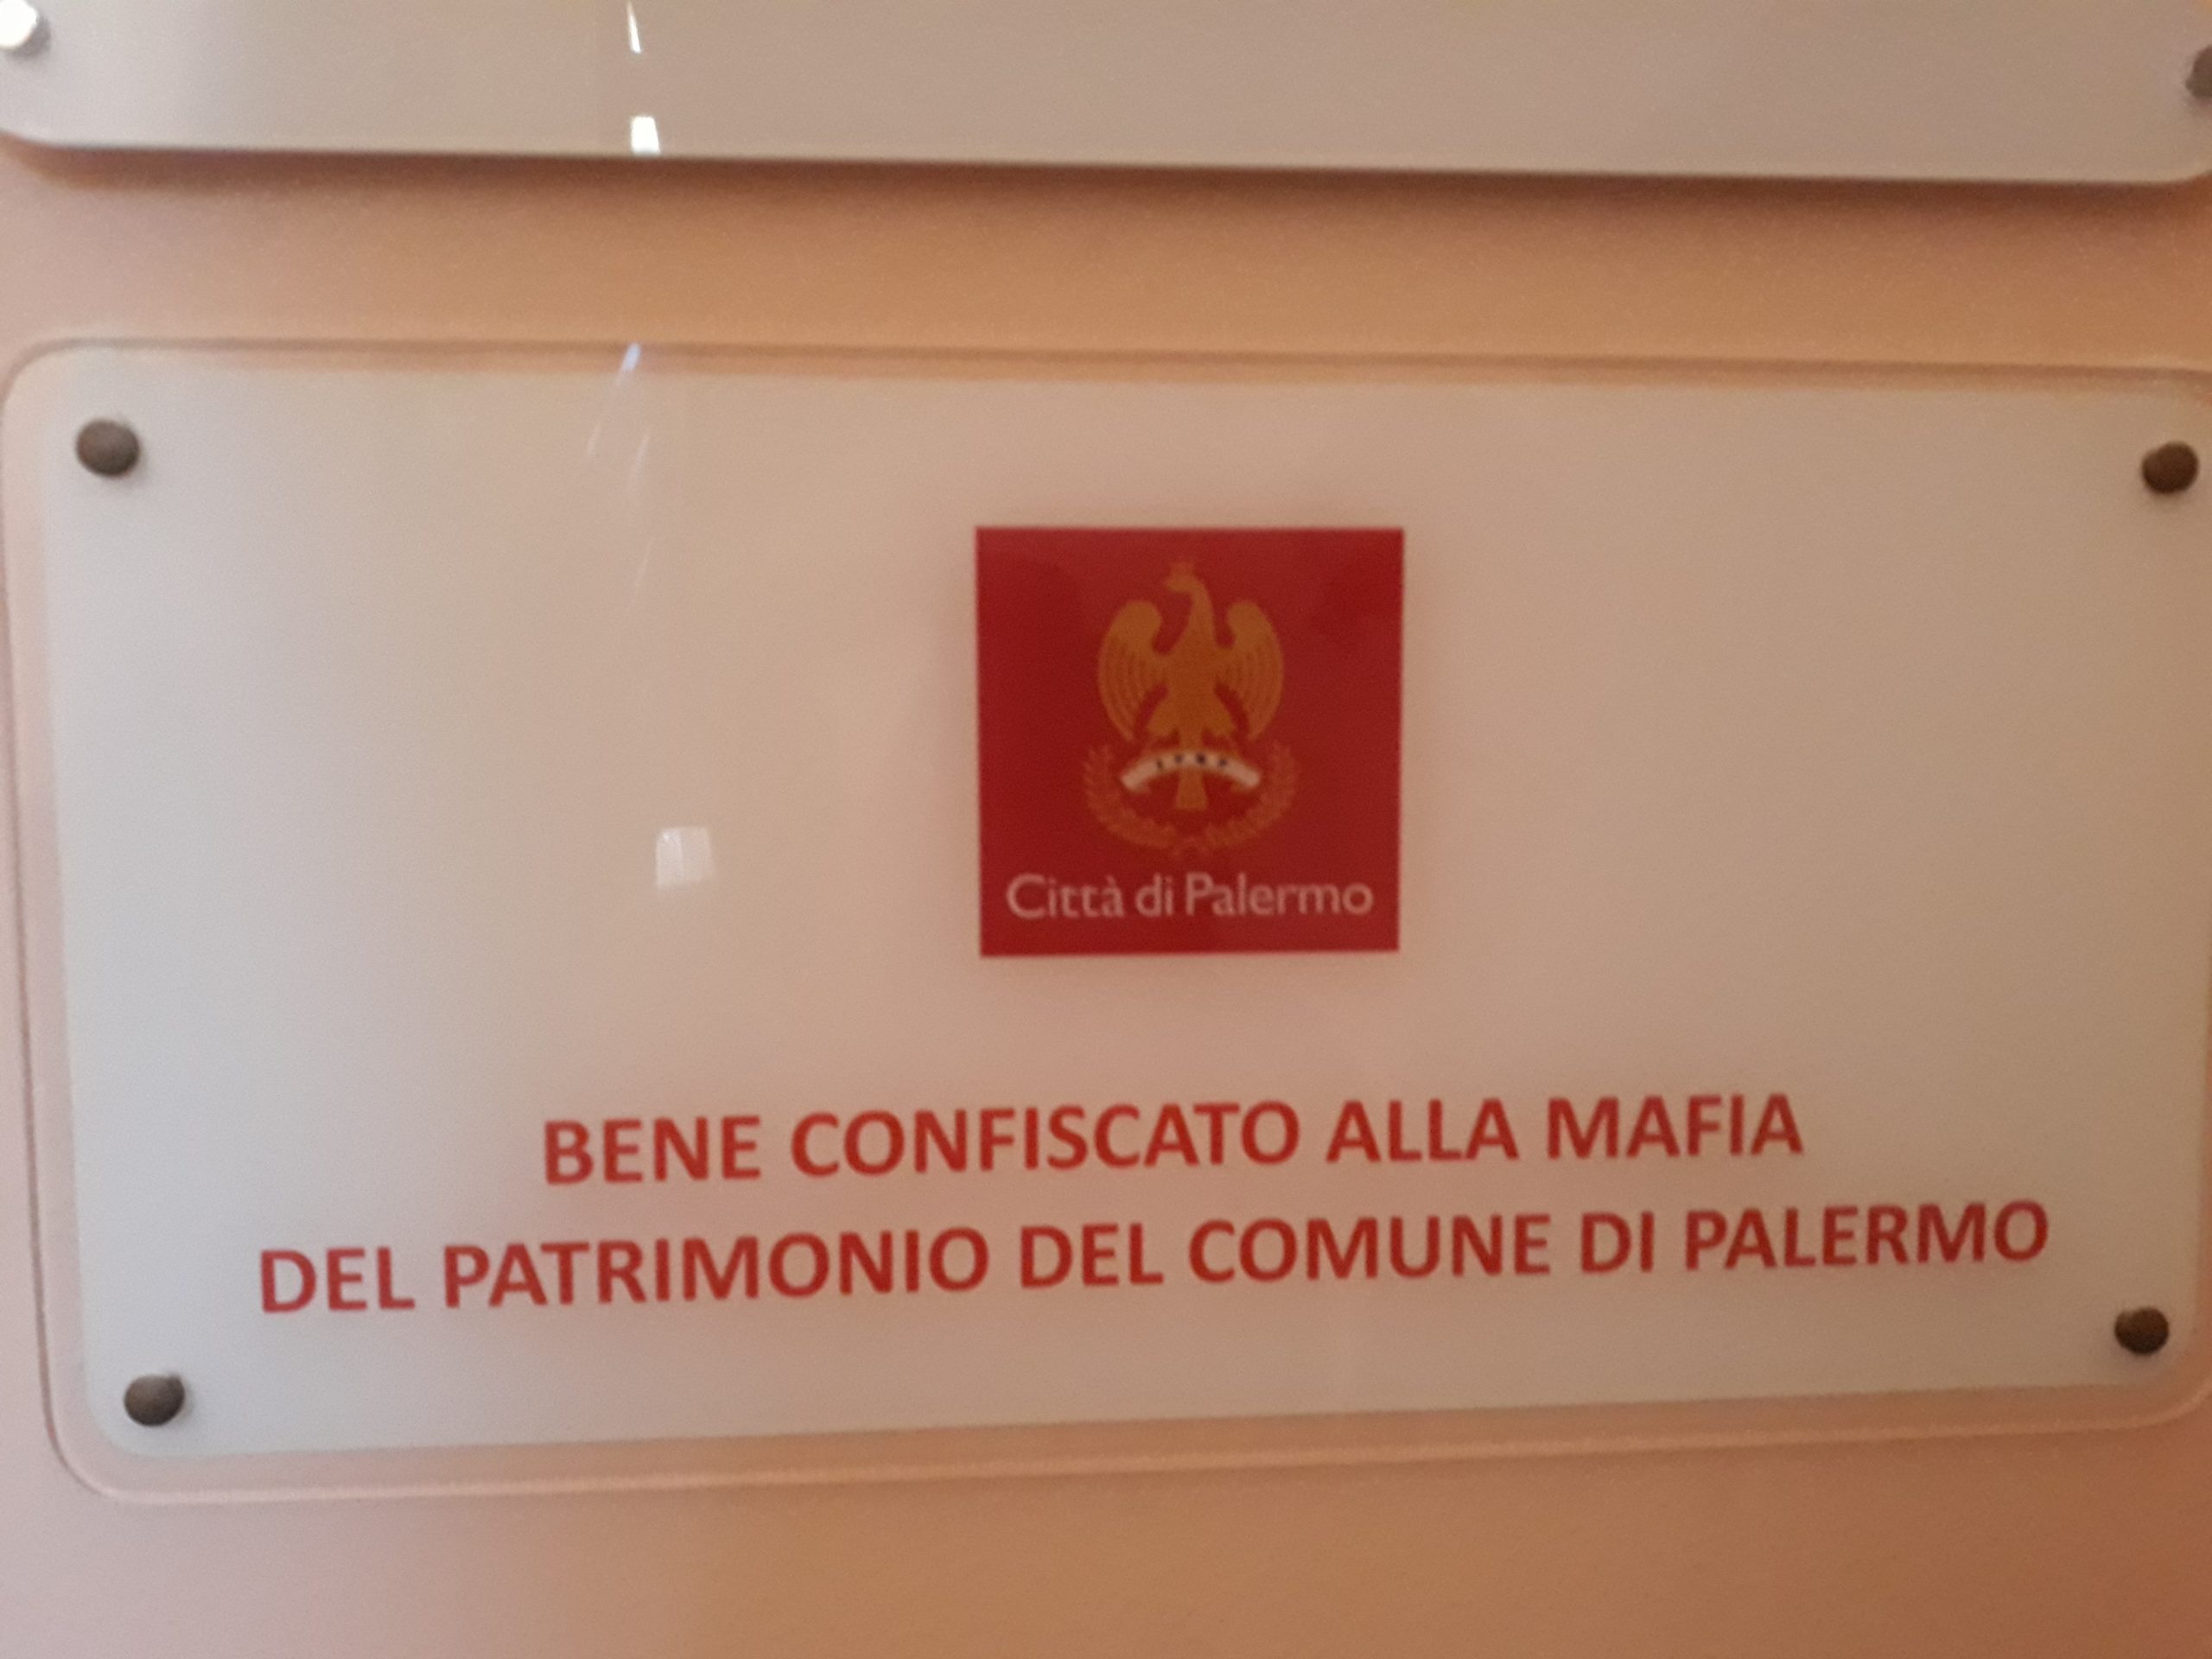 Città di Palermo
BENE CONFISCATO ALLA MAFIA
DEL PATRIMONIO DEL COMUNE DI PALERMO